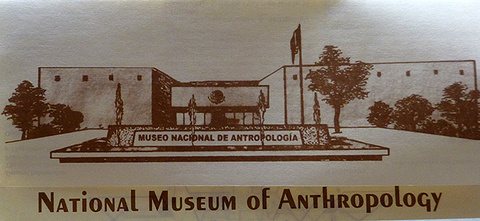 MUSEO NACIONAL DE ANTROPOLOGÍA
NATIONAL MUSEUM OF ANTHROPOLOGY